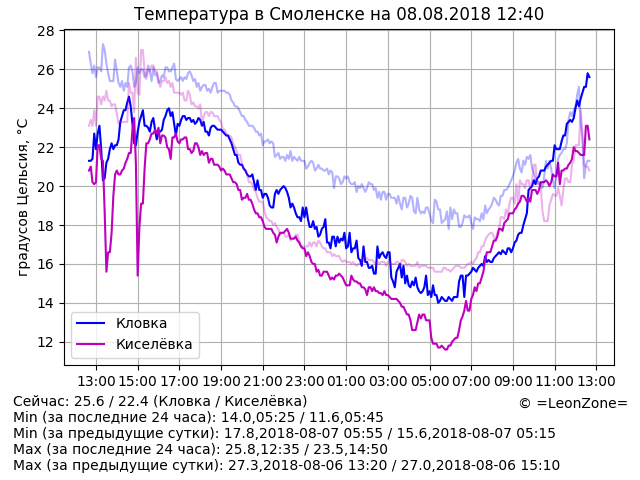 Температура в Смоленске на 08.08.2018 12:40
градусов Цельсия, °C
28
26
24
22
20
18
16
14
12
Кловка
Киселёвка
13:00 15:00 17:00 19:00 21:00 23:00 01:00 03:00 05:00 07:00 09:00 11:00 13:00
Сейчас: 25.6 / 22.4 (Кловка / Киселёвка)
© =LeonZone=
Min (за последние 24 часа): 14.0,05:25 / 11.6,05:45
Min (за предыдущие сутки): 17.8,2018-08-07 05:55 / 15.6,2018-08-07 05:15
Max (за последние 24 часа): 25.8,12:35 / 23.5,14:50
Max (за предыдущие сутки): 27.3,2018-08-06 13:20 / 27.0,2018-08-06 15:10